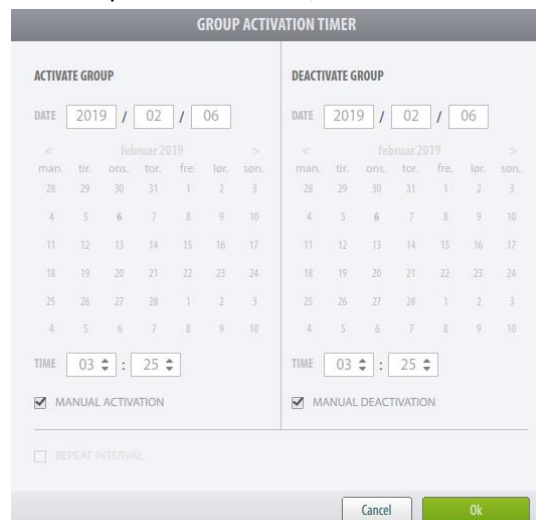 GROUP ACTIVATION TIMER
ACTIVATE GROUP
DATE 2019 / 02 / 06
< februar 2019 >
man. tir. ons. tor. fre. lør. søn.
28 29 30 31 1 2 3
4 5 6 7 8 9 10
11 12 13 14 15 16 17
18 19 20 21 22 23 24
25 26 27 28 1 2 3
4 5 6 7 8 9 10
TIME 03 : 25
MANUAL ACTIVATION
DEACTIVATE GROUP
DATE 2019 / 02 / 06
< februar 2019 >
man. tir. ons. tor. fre. lør. søn.
28 29 30 31 1 2 3
4 5 6 7 8 9 10
11 12 13 14 15 16 17
18 19 20 21 22 23 24
25 26 27 28 1 2 3
4 5 6 7 8 9 10
TIME 03 : 25
MANUAL DEACTIVATION
REPEAT INTERVAL
Cancel Ok